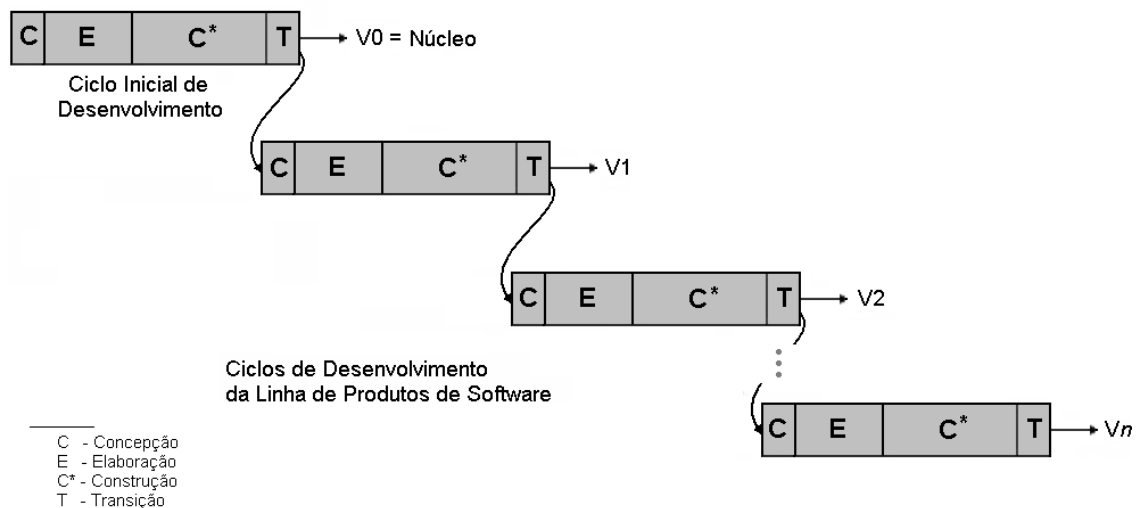 C E C* T V0 = Núcleo
Ciclo Inicial de
Desenvolvimento
C E C* T V1
C E C* T V2
Ciclos de Desenvolvimento
da Linha de Produtos de Software
C E C* T Vn
C - Concepção
E - Elaboração
C* - Construção
T - Transição